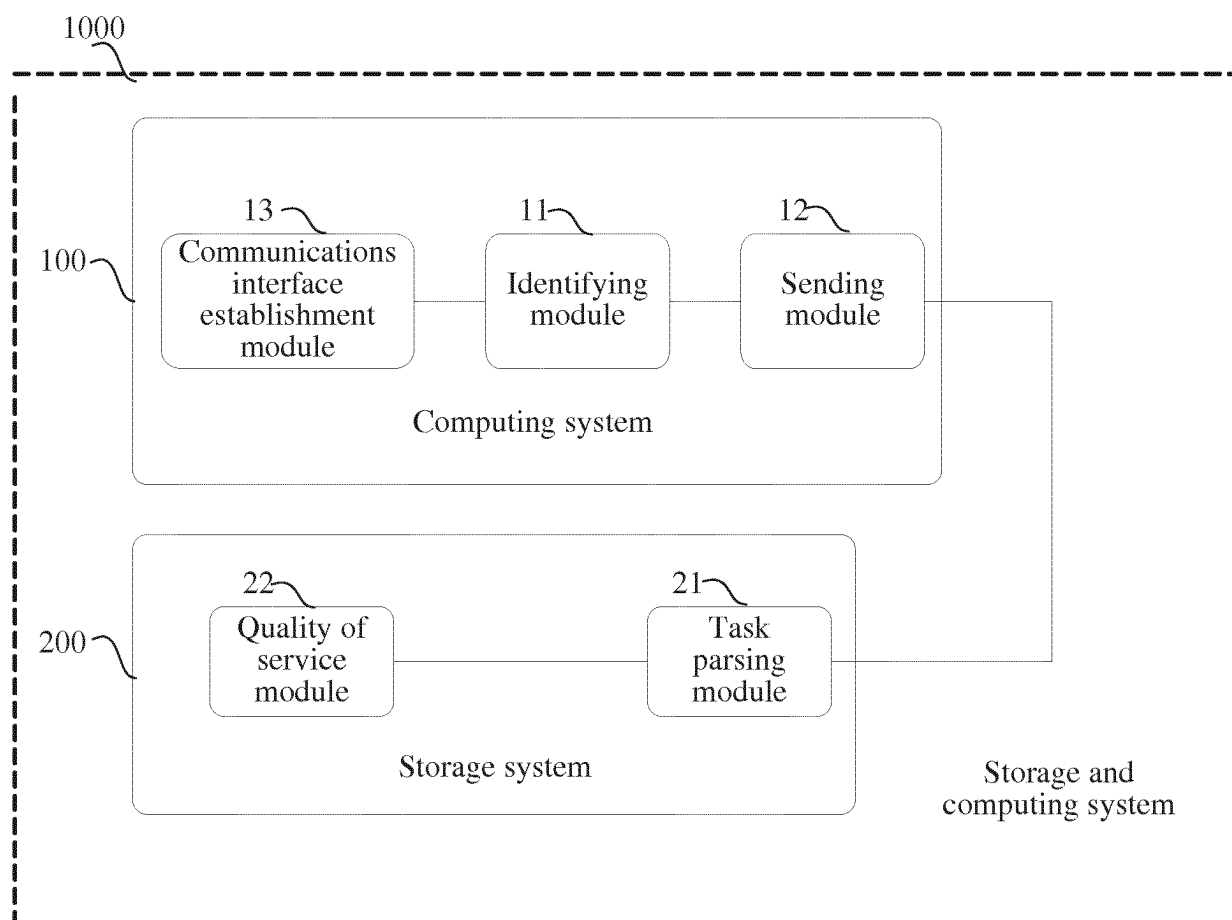 1000
13
11
12
100
Communications
interface
establishment
module
Identifying
module
Sending
module
Computing system
22
21
200
Quality of
service
module
Task
parsing
module
Storage system
Storage and
computing system